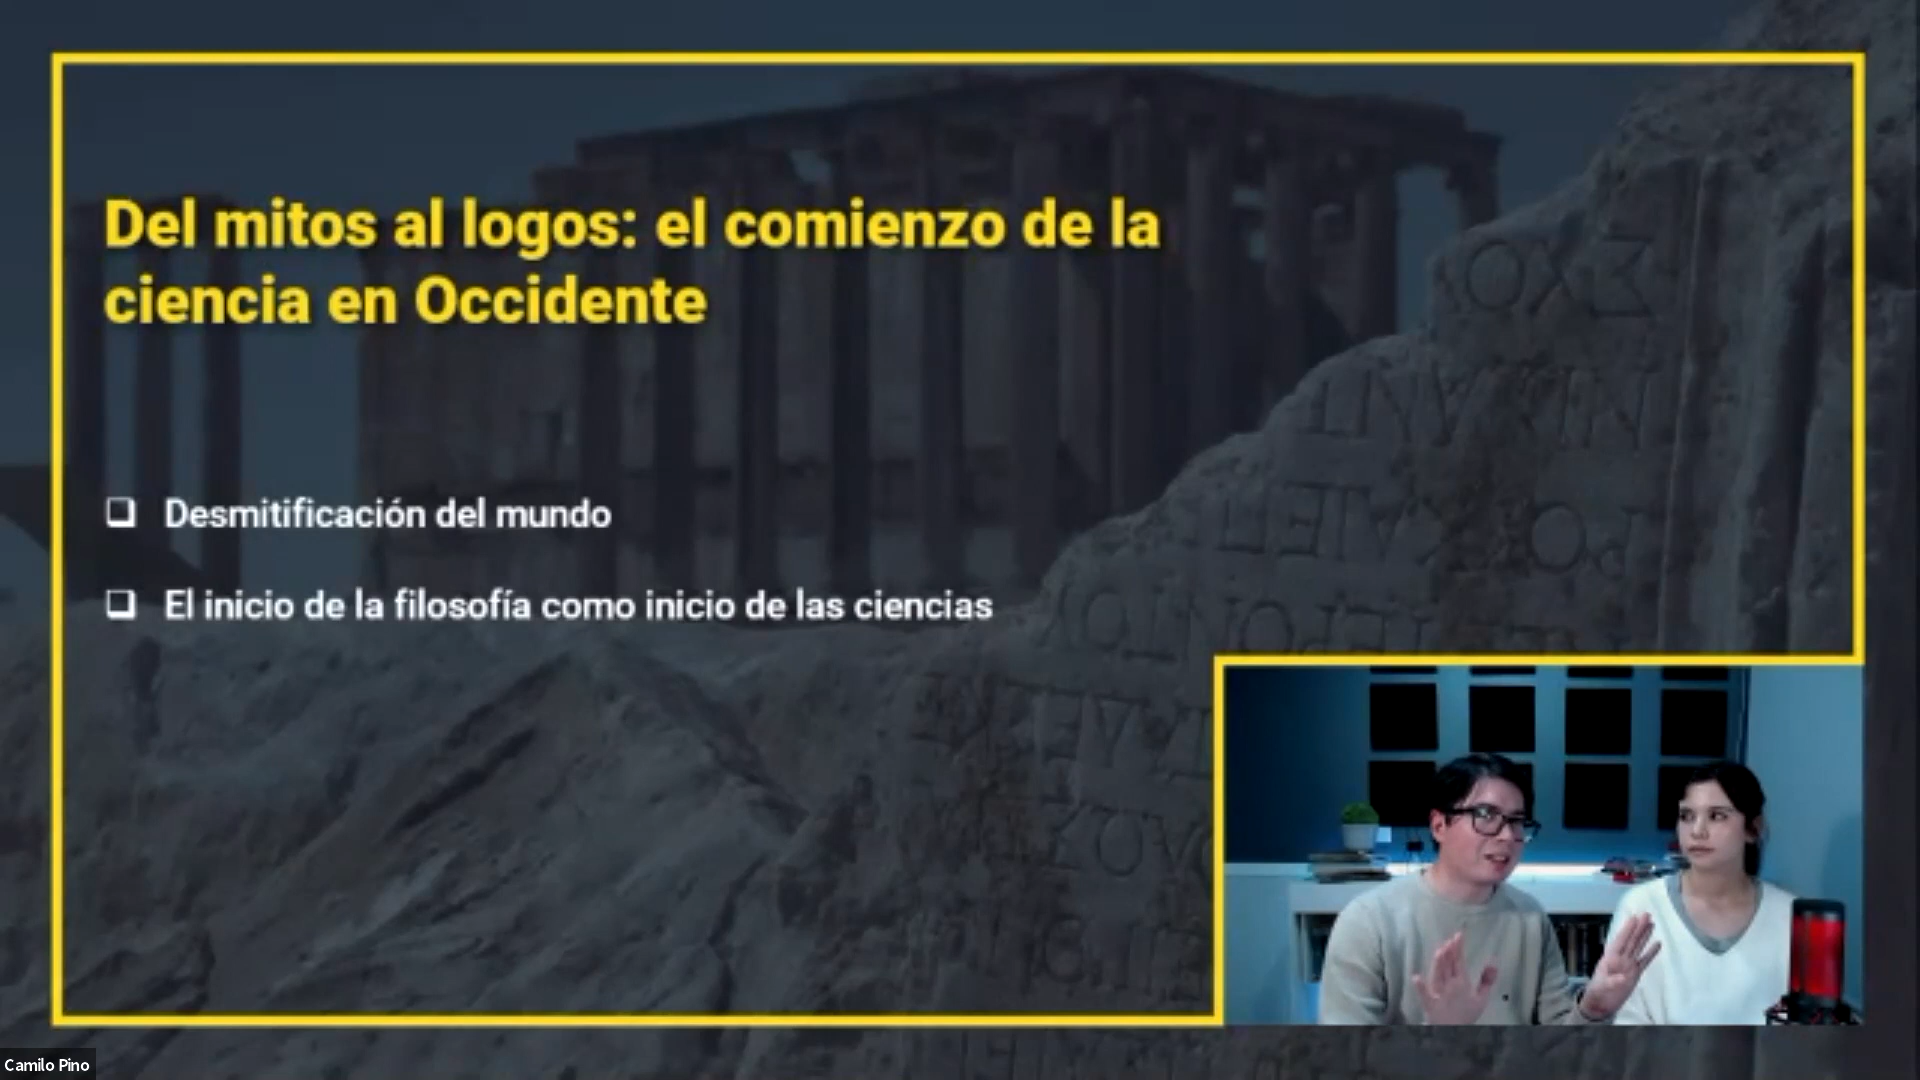 Del mitos al logos: el comienzo de la
ciencia en Occidente
Desmitificación del mundo
El inicio de la filosofía como inicio de las ciencias
Camilo Pino